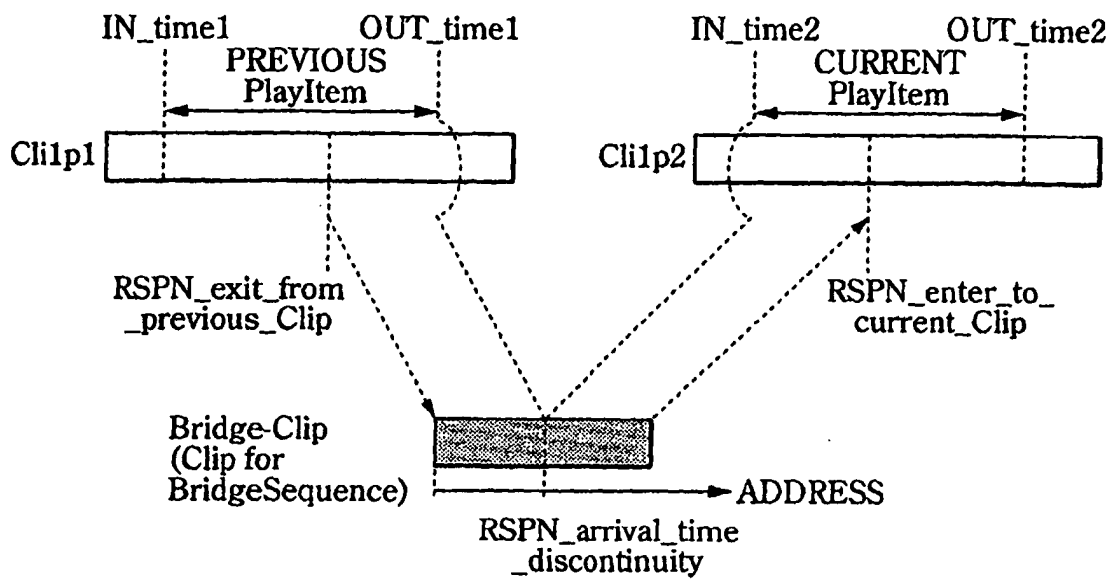 IN_time1
OUT_time1
IN_time2
OUT_time2
PREVIOUS
PlayItem
CURRENT
PlayItem
Cli1p1
Cli1p2
RSPN_exit_from
_previous_Clip
RSPN_enter_to_
current_Clip
Bridge-Clip
(Clip for
BridgeSequence)
ADDRESS
RSPN_arrival_time
_discontinuity